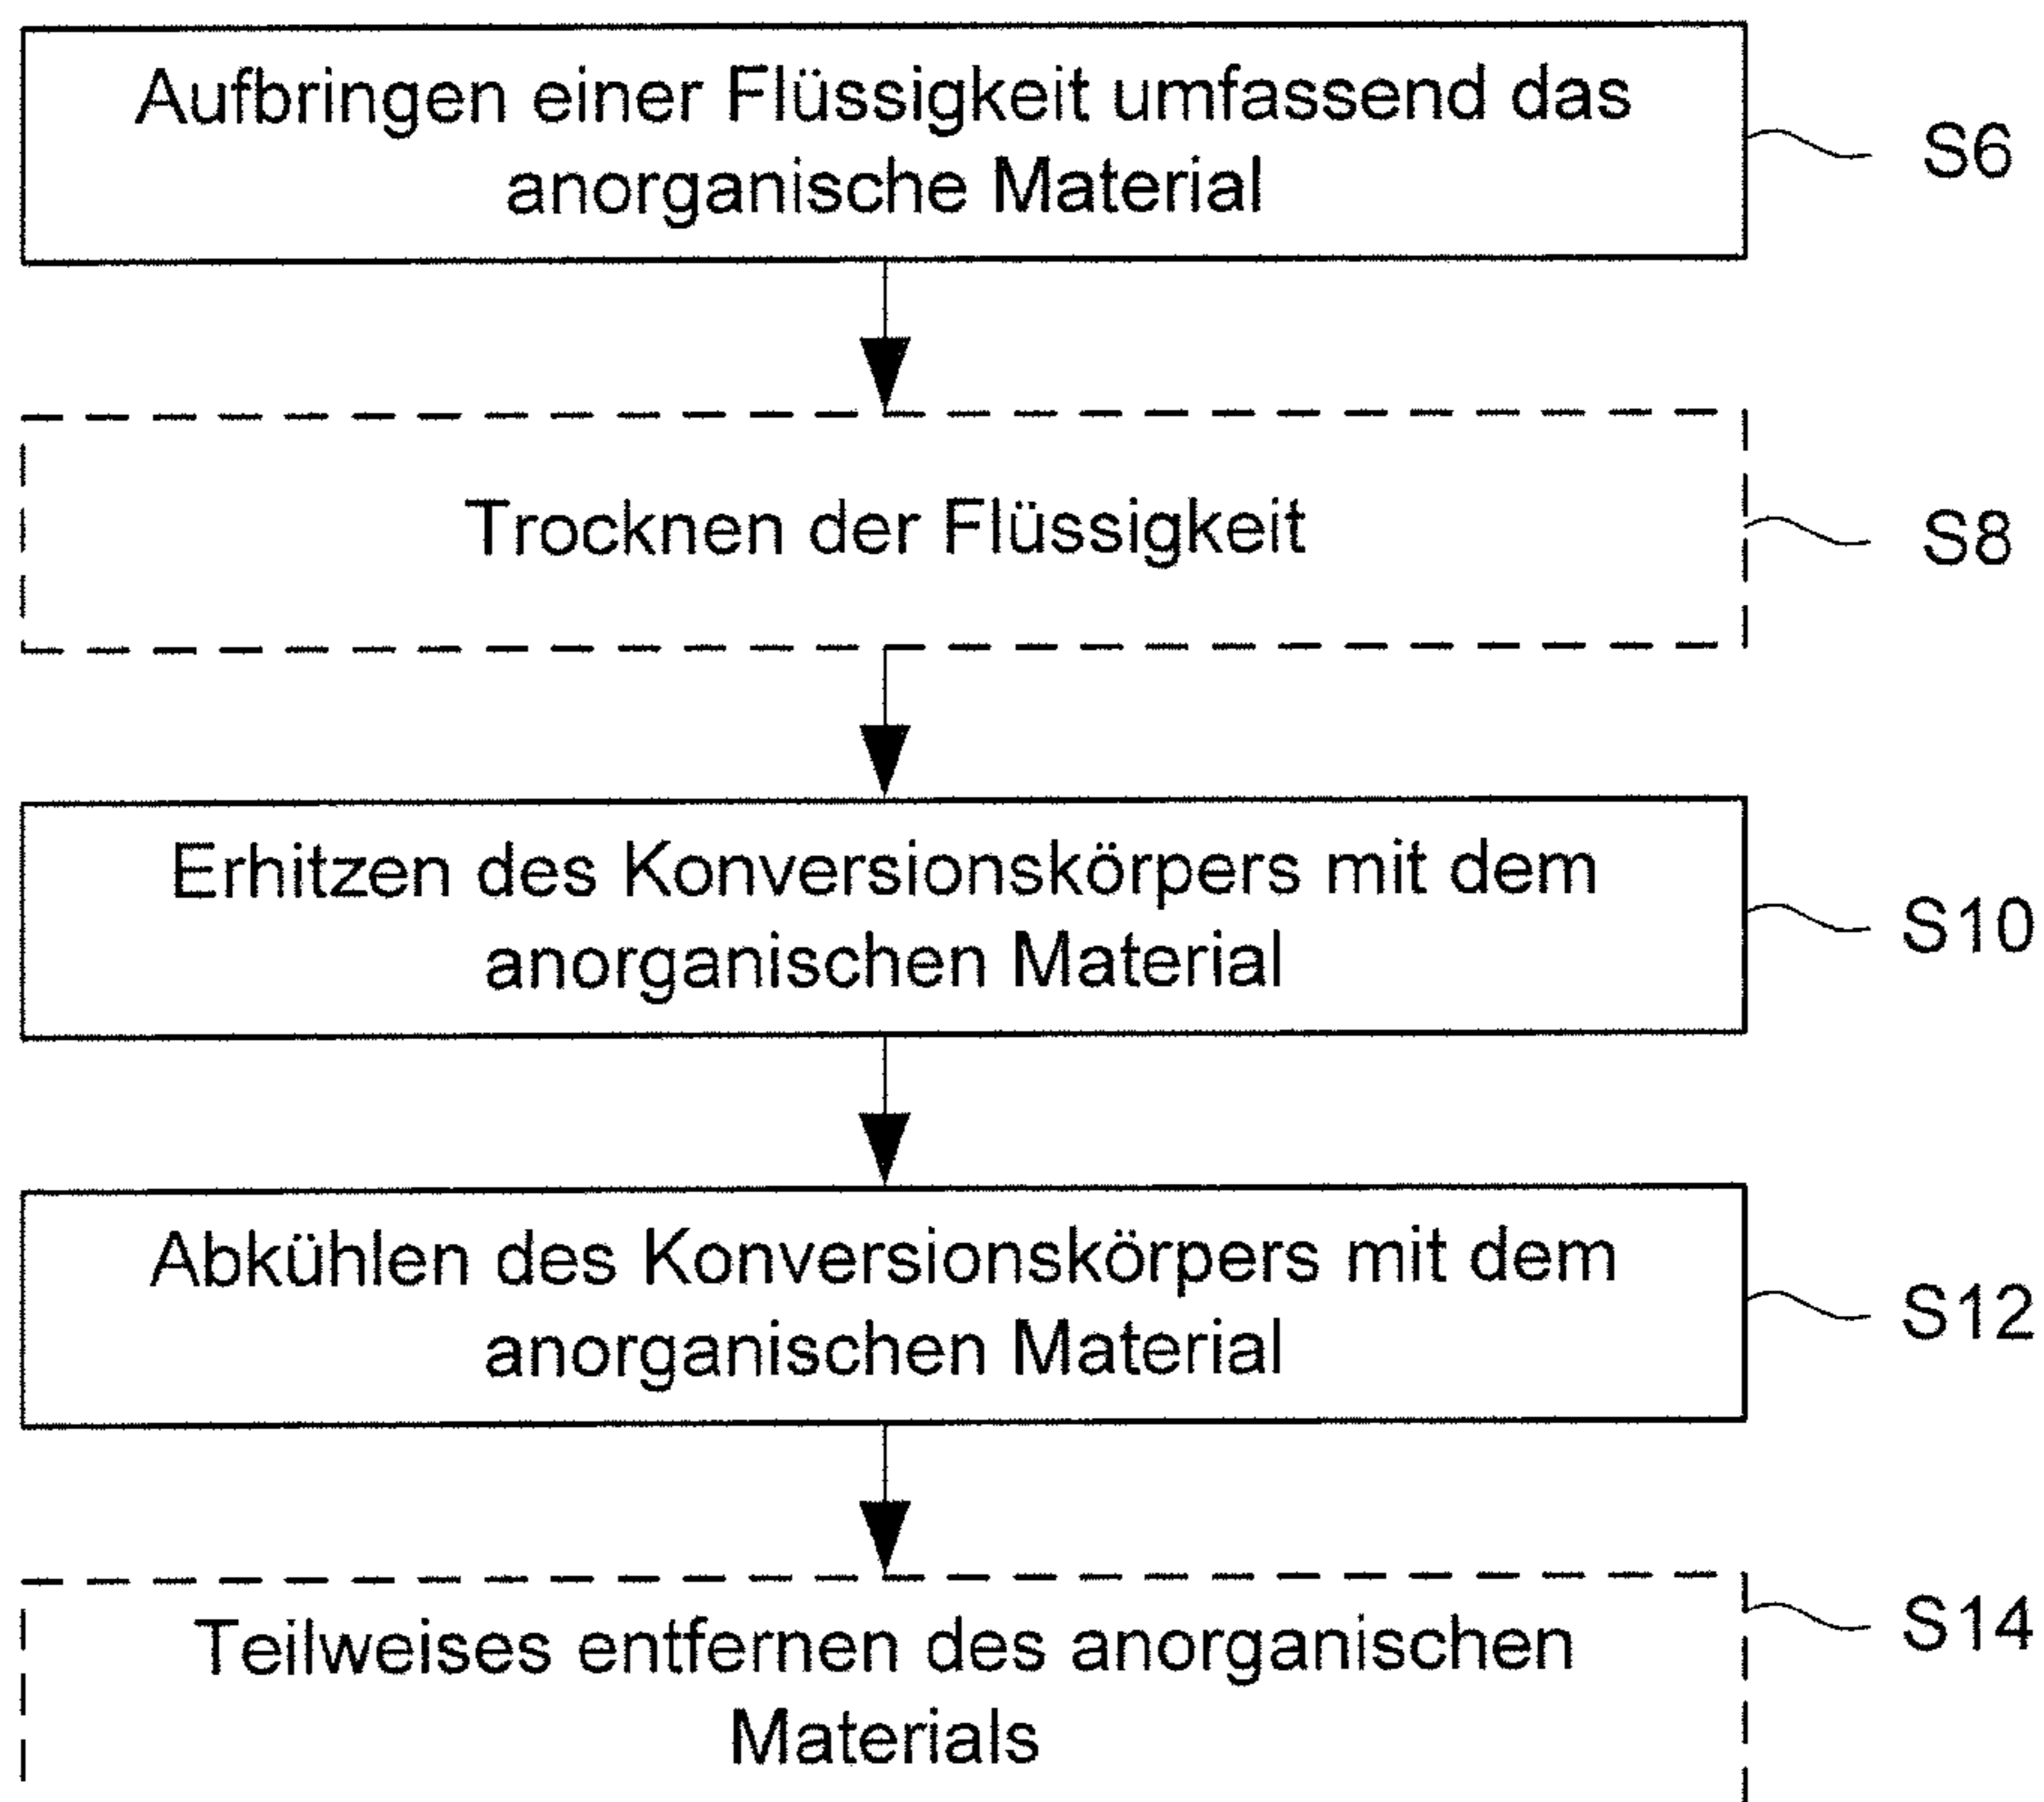 Aufbringen einer Flüssigkeit umfassend das
anorganische Material
S6
Trocknen der Flüssigkeit
S8
Erhitzen des Konversionskörpers mit dem
anorganischen Material
S10
Abkühlen des Konversionskörpers mit dem
anorganischen Material
S12
Teilweises entfernen des anorganischen
Materials
S14